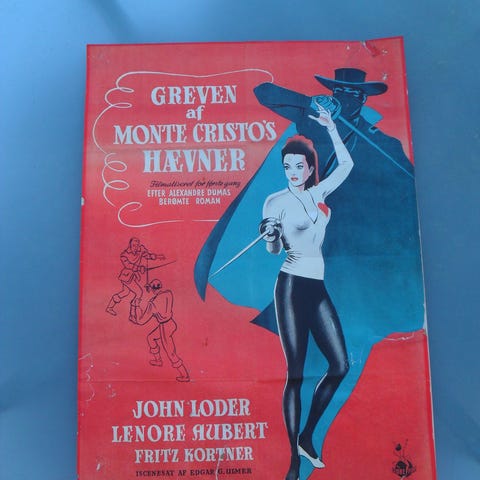 GREVEN
af
MONTE CRISTO'S
HÆVNER
Filmatiseret for første gang
EFTER ALEXANDRE DUMAS
BERØMTE ROMAN
JOHN LODER
LENORE AUBERT
FRITZ KORTNER
ISCENESAT AF EDGAR G. ULMER